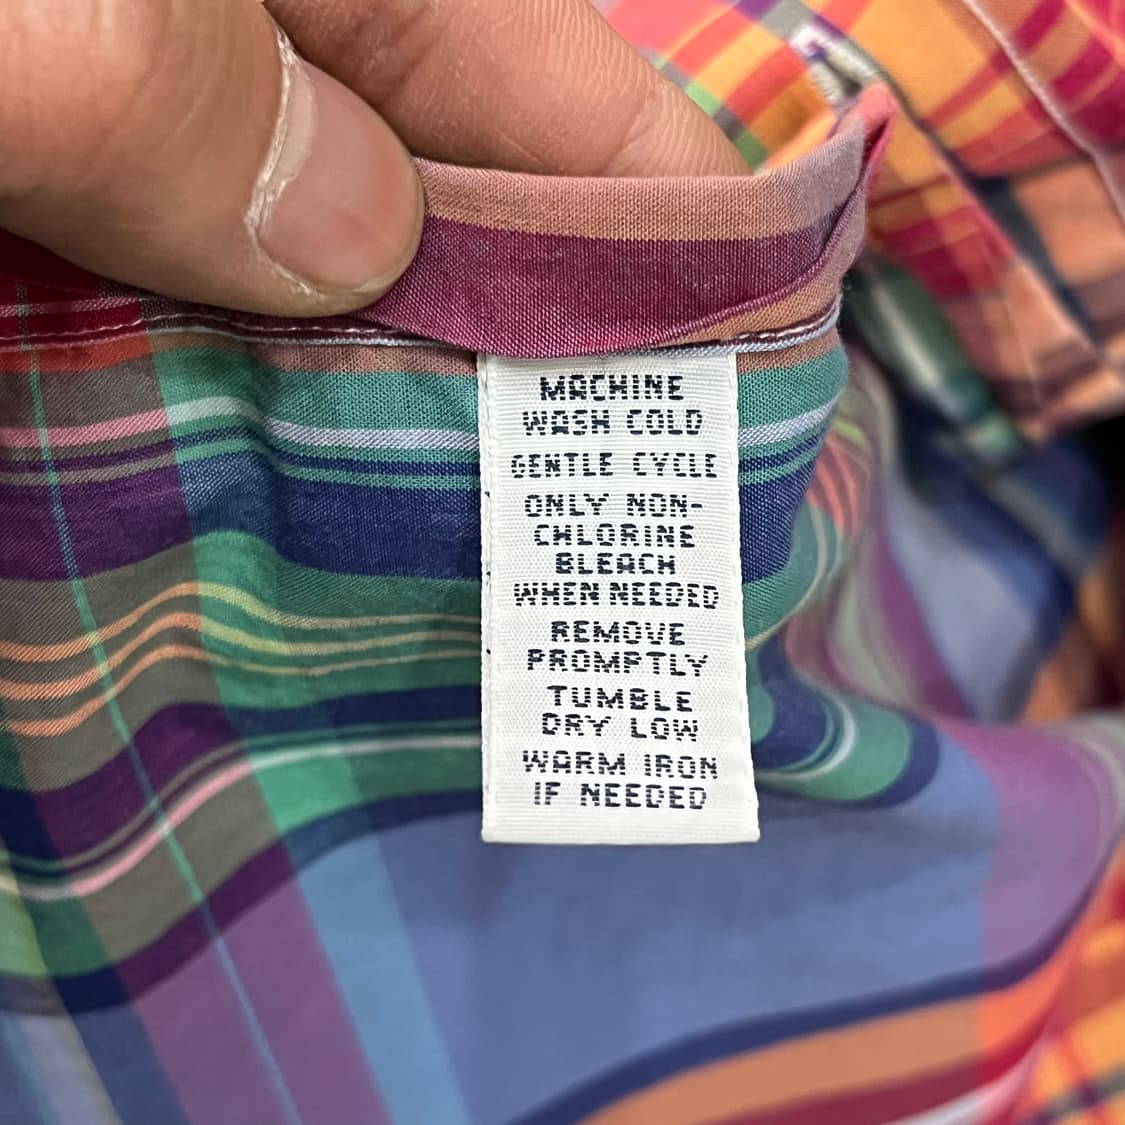 MACHINE
WASH COLD
GENTLE CYCLE
ONLY NON-
CHLORINE
BLEACH
WHEN NEEDED
REMOVE
PROMPTLY
TUMBLE
DRY LOW
WARM IRON
IF NEEDED